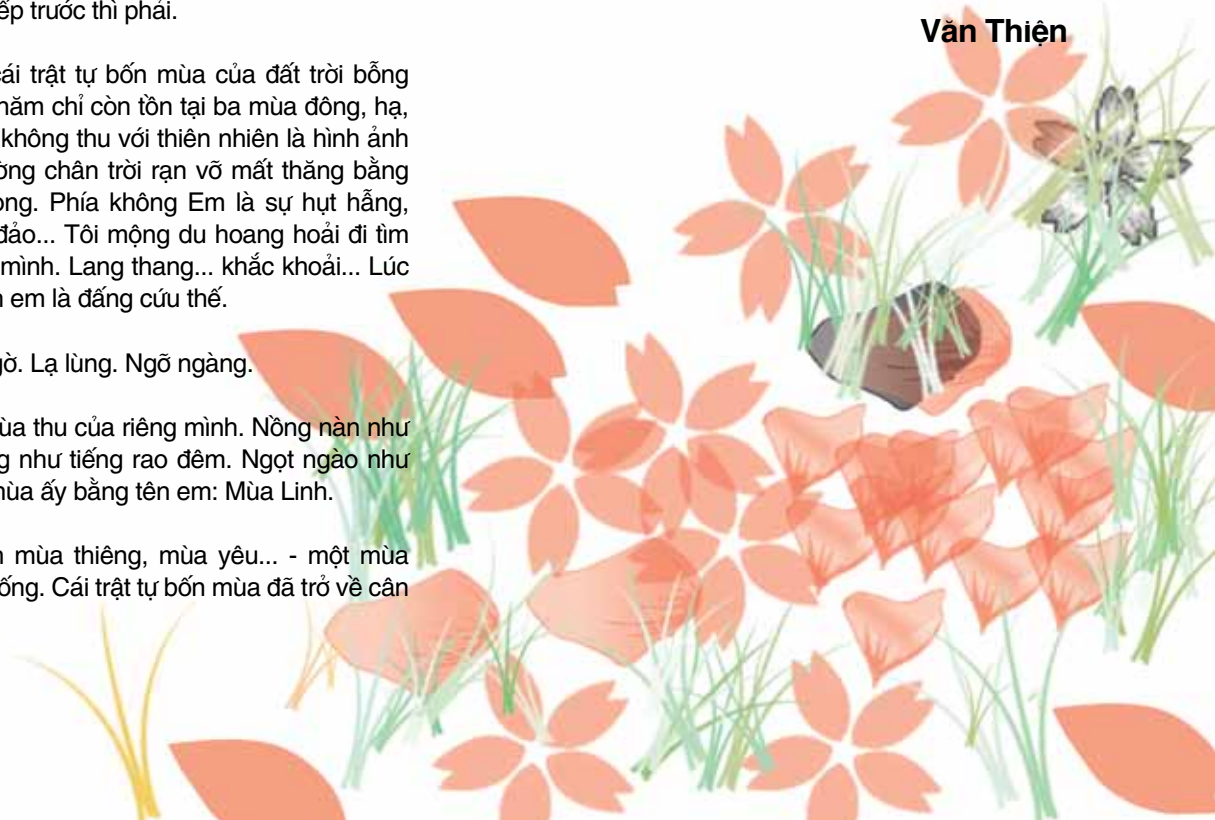 ếp trước thì phải.
Văn Thiện
cái trật tự bốn mùa của đất trời bỗng
năm chỉ còn tồn tại ba mùa đông, hạ,
không thu với thiên nhiên là hình ảnh
ờng chân trời rạn vỡ mất thăng bằng
ong. Phía không Em là sự hụt hẫng,
đảo... Tôi mộng du hoang hoải đi tìm
mình. Lang thang... khắc khoải... Lúc
n em là đấng cứu thế.
gờ. Lạ lùng. Ngỡ ngàng.
ùa thu của riêng mình. Nồng nàn như
g như tiếng rao đêm. Ngọt ngào như
mùa ấy bằng tên em: Mùa Linh.
n mùa thiêng, mùa yêu... - một mùa
ống. Cái trật tự bốn mùa đã trỏ về cân